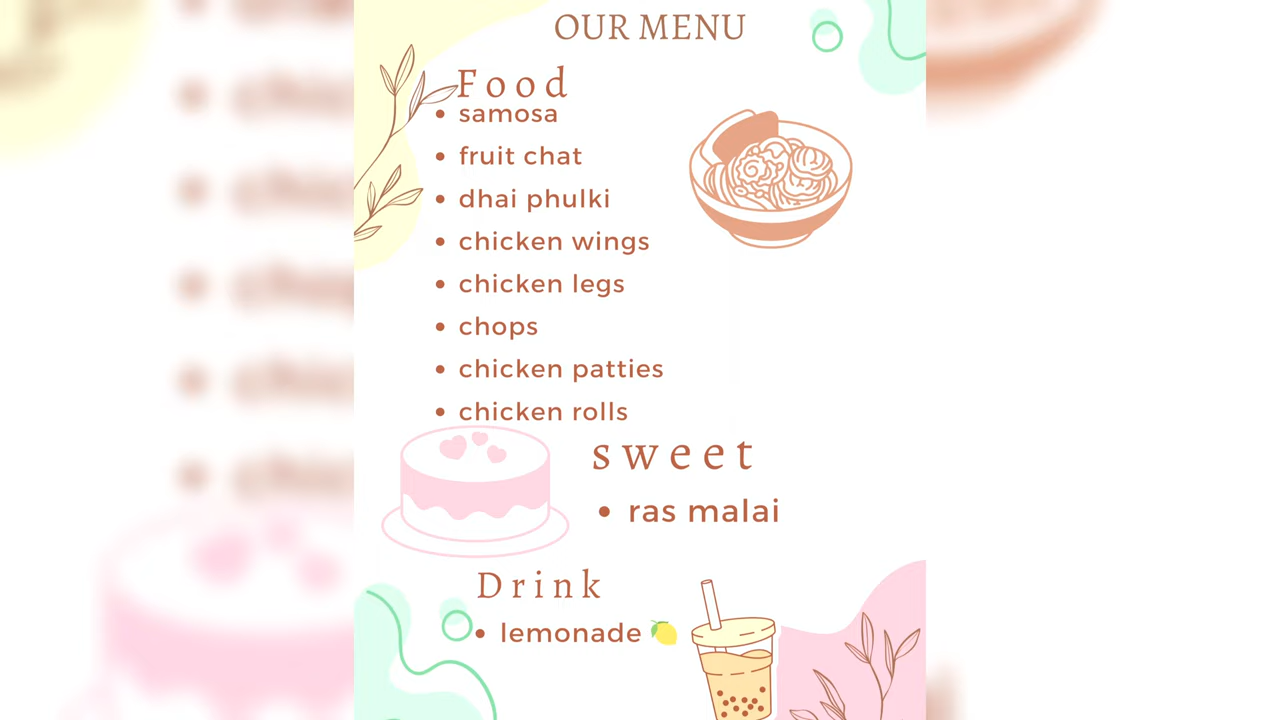 OUR MENU
Food
• samosa
• fruit chat
• dhai phulki
• chicken wings
• chicken legs
• chops
• chicken patties
• chicken rolls
sweet
• ras malai
Drink
• lemonade 🍋